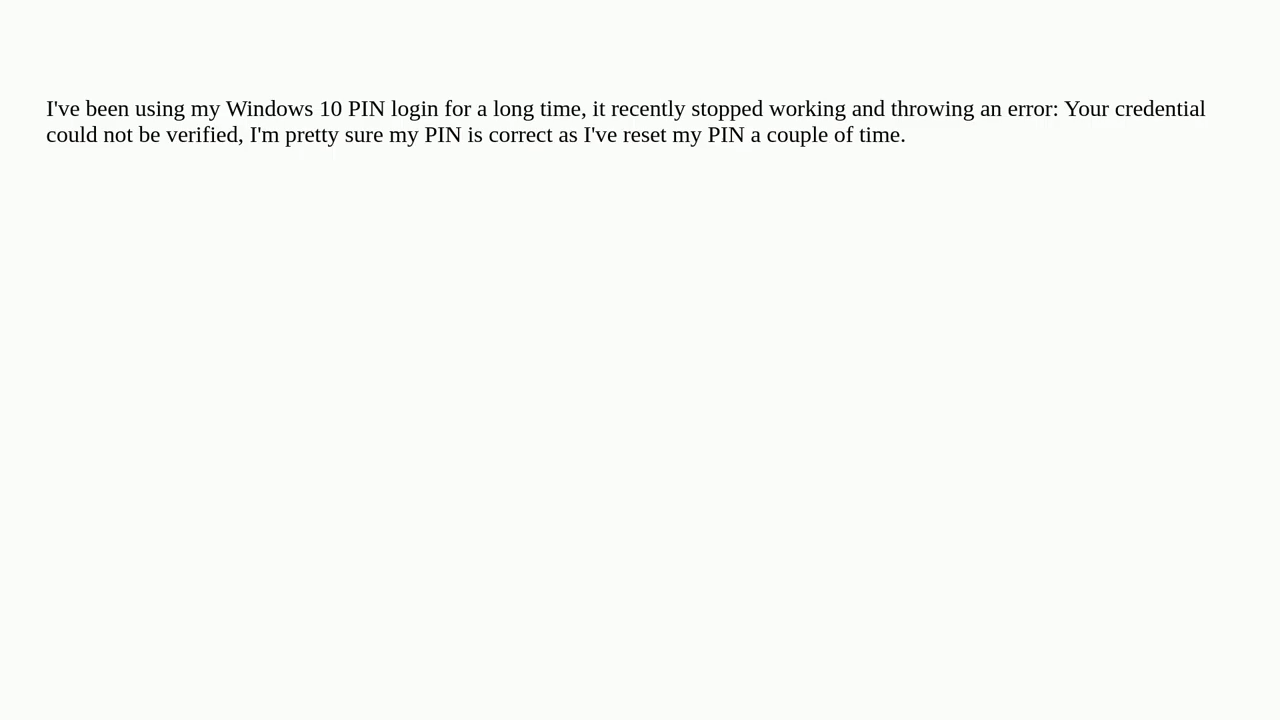 I've been using my Windows 10 PIN login for a long time, it recently stopped working and throwing an error: Your credential
could not be verified, I'm pretty sure my PIN is correct as I've reset my PIN a couple of time.